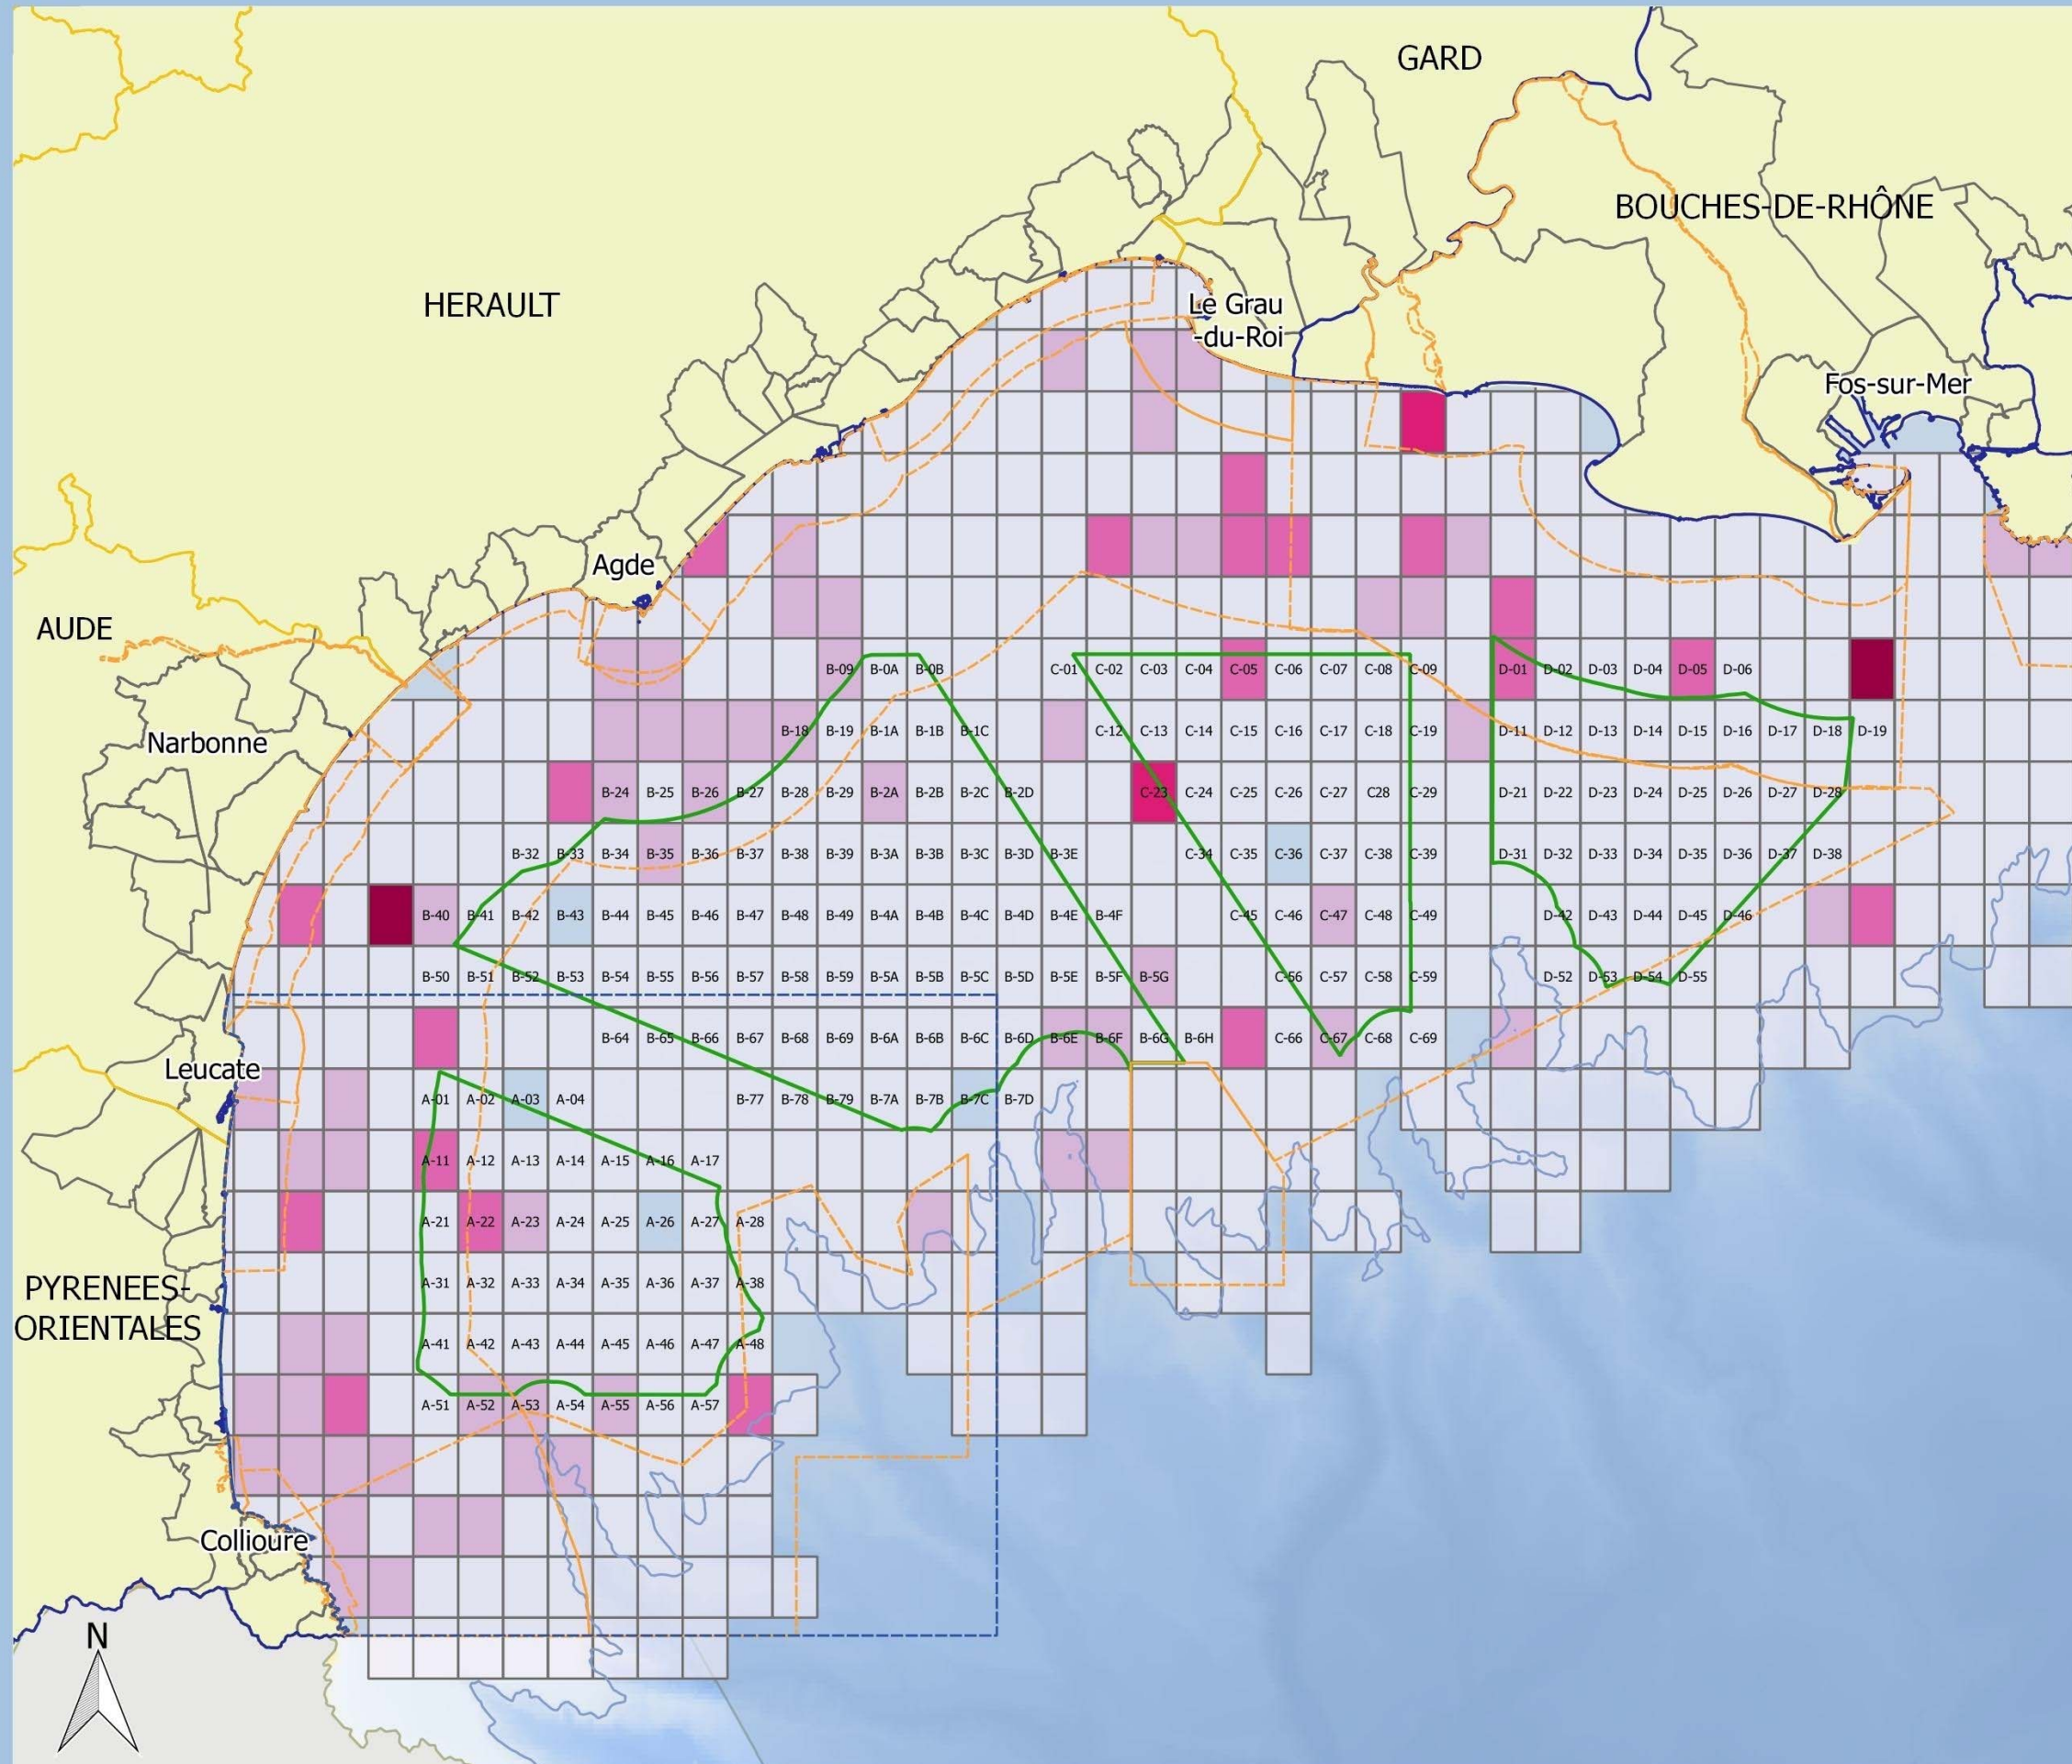 GARD
BOUCHES-DE-RHÔNE
HERAULT
Le Grau
-du-Roi
Fos-sur-Mer
Agde
AUDE
B-09 B-0A B-0B C-01 C-02 C-03 C-04 C-05 C-06 C-07 C-08 C-09 D-01 D-02 D-03 D-04 D-05 D-06
Narbonne
B-18 B-19 B-1A B-1B B-1C C-12 C-13 C-14 C-15 C-16 C-17 C-18 C-19 D-11 D-12 D-13 D-14 D-15 D-16 D-17 D-18 D-19
B-24 B-25 B-26 B-27 B-28 B-29 B-2A B-2B B-2C B-2D C-23 C-24 C-25 C-26 C-27 C28 C-29 D-21 D-22 D-23 D-24 D-25 D-26 D-27 D-28
B-32 B-33 B-34 B-35 B-36 B-37 B-38 B-39 B-3A B-3B B-3C B-3D B-3E C-34 C-35 C-36 C-37 C-38 C-39 D-31 D-32 D-33 D-34 D-35 D-36 D-37 D-38
B-40 B-41 B-42 B-43 B-44 B-45 B-46 B-47 B-48 B-49 B-4A B-4B B-4C B-4D B-4E B-4F C-45 C-46 C-47 C-48 C-49 D-42 D-43 D-44 D-45 D-46
B-50 B-51 B-52 B-53 B-54 B-55 B-56 B-57 B-58 B-59 B-5A B-5B B-5C B-5D B-5E B-5F B-5G C-56 C-57 C-58 C-59 D-52 D-53 D-54 D-55
B-64 B-65 B-66 B-67 B-68 B-69 B-6A B-6B B-6C B-6D B-6E B-6F B-6G B-6H C-66 C-67 C-68 C-69
Leucate
A-01 A-02 A-03 A-04 B-77 B-78 B-79 B-7A B-7B B-7C B-7D
A-11 A-12 A-13 A-14 A-15 A-16 A-17
A-21 A-22 A-23 A-24 A-25 A-26 A-27 A-28
A-31 A-32 A-33 A-34 A-35 A-36 A-37 A-38
PYRENEES-
ORIENTALES
A-41 A-42 A-43 A-44 A-45 A-46 A-47 A-48
A-51 A-52 A-53 A-54 A-55 A-56 A-57
Collioure
N